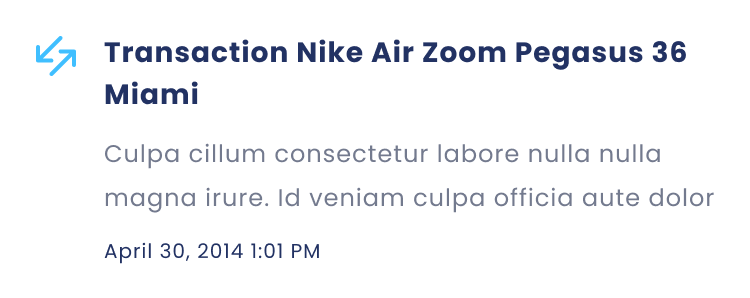 Transaction Nike Air Zoom Pegasus 36
Miami
Culpa cillum consectetur labore nulla nulla
magna irure. Id veniam culpa officia aute dolor
April 30, 2014 1:01 PM